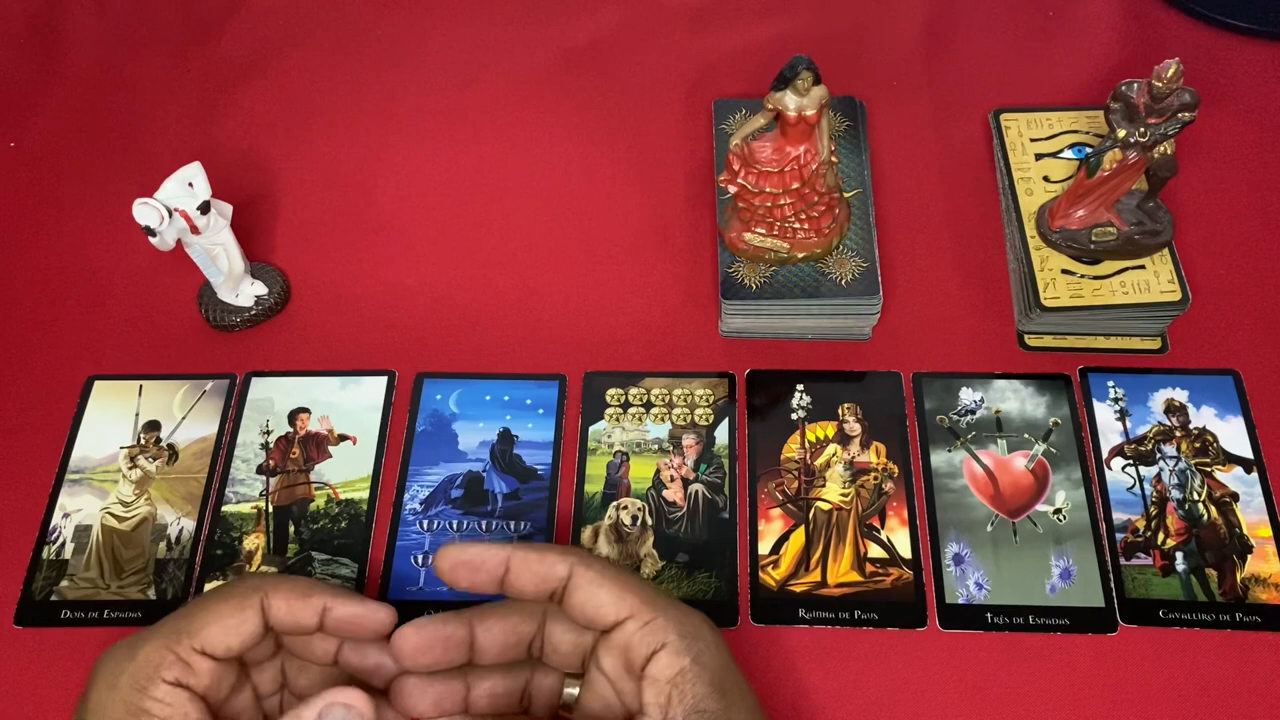 Dois de Espadas
Rainha de Paus
Três de Espadas
Cavaleiro de Paus